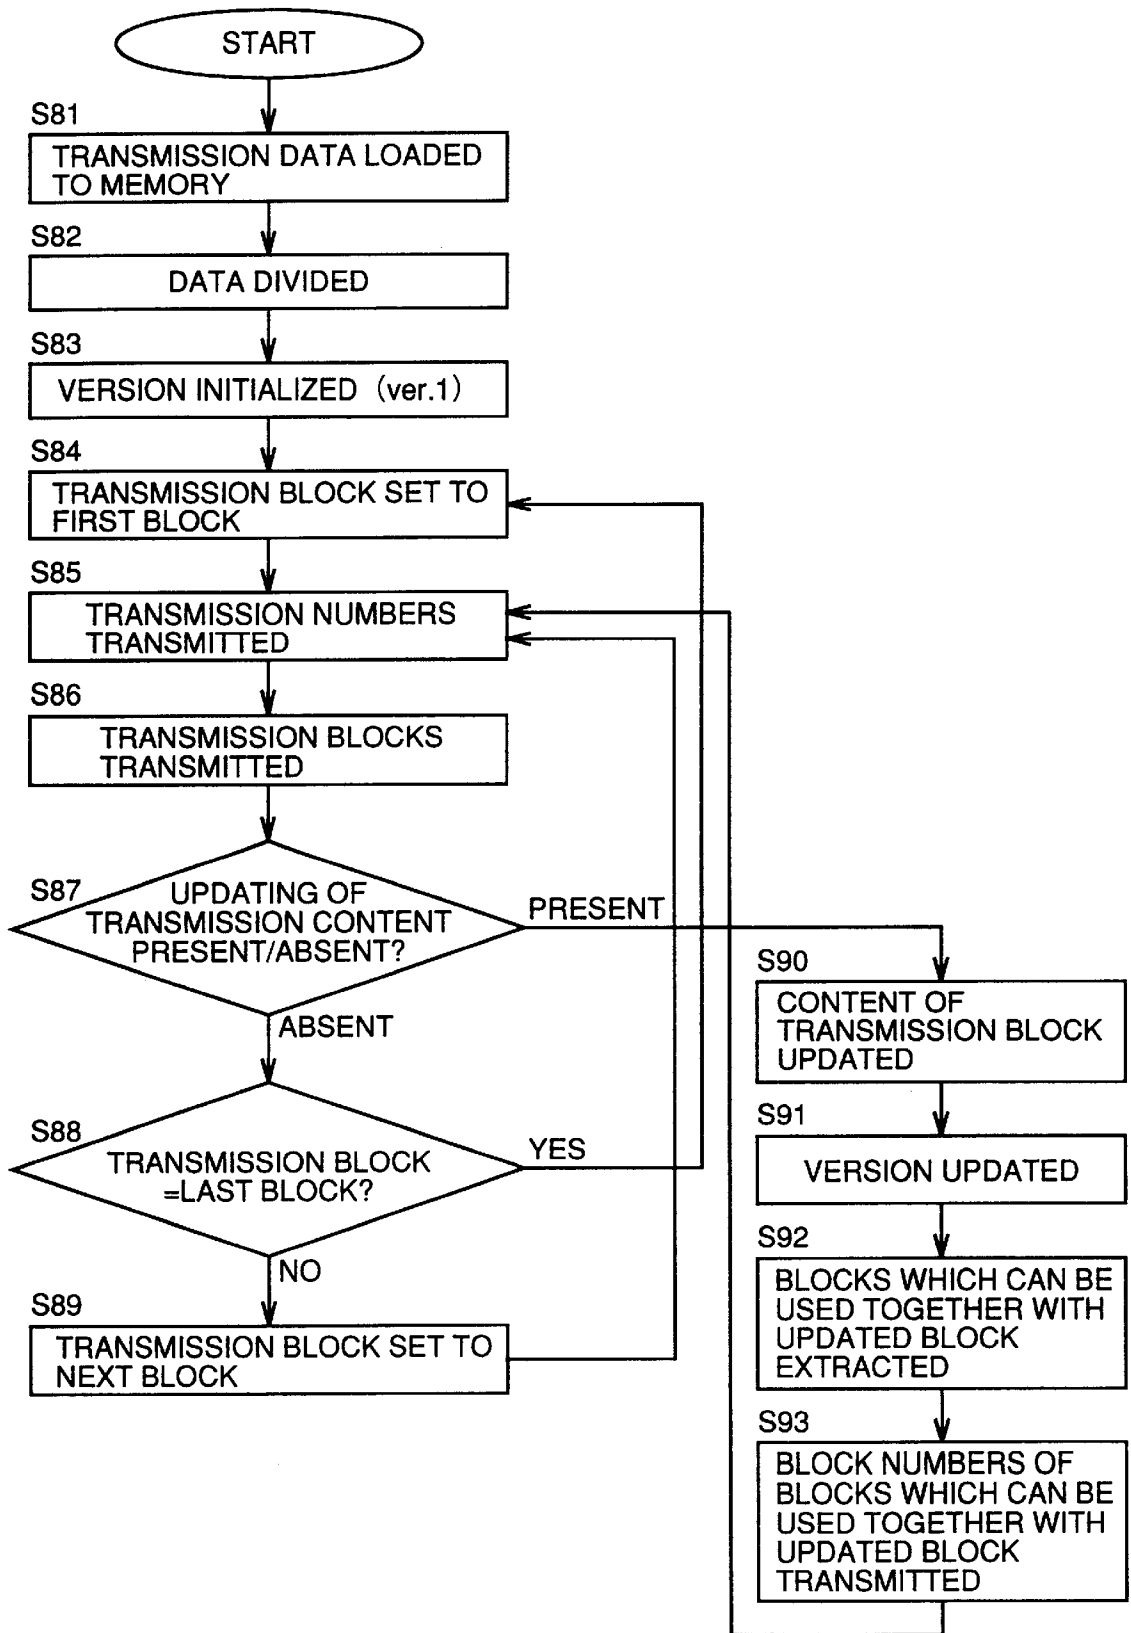 START
S81
TRANSMISSION DATA LOADED
TO MEMORY
S82
DATA DIVIDED
S83
VERSION INITIALIZED (ver.1)
S84
TRANSMISSION BLOCK SET TO
FIRST BLOCK
S85
TRANSMISSION NUMBERS
TRANSMITTED
S86
TRANSMISSION BLOCKS
TRANSMITTED
S87
UPDATING OF
TRANSMISSION CONTENT
PRESENT/ABSENT?
PRESENT
ABSENT
S88
TRANSMISSION BLOCK
=LAST BLOCK?
YES
NO
S89
TRANSMISSION BLOCK SET TO
NEXT BLOCK
S90
CONTENT OF
TRANSMISSION BLOCK
UPDATED
S91
VERSION UPDATED
S92
BLOCKS WHICH CAN BE
USED TOGETHER WITH
UPDATED BLOCK
EXTRACTED
S93
BLOCK NUMBERS OF
BLOCKS WHICH CAN BE
USED TOGETHER WITH
UPDATED BLOCK
TRANSMITTED